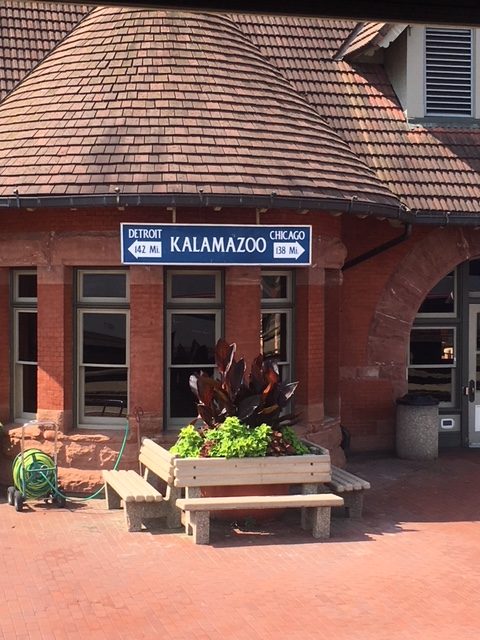 DETROIT
142 Mi.
KALAMAZOO
CHICAGO
138 Mi.